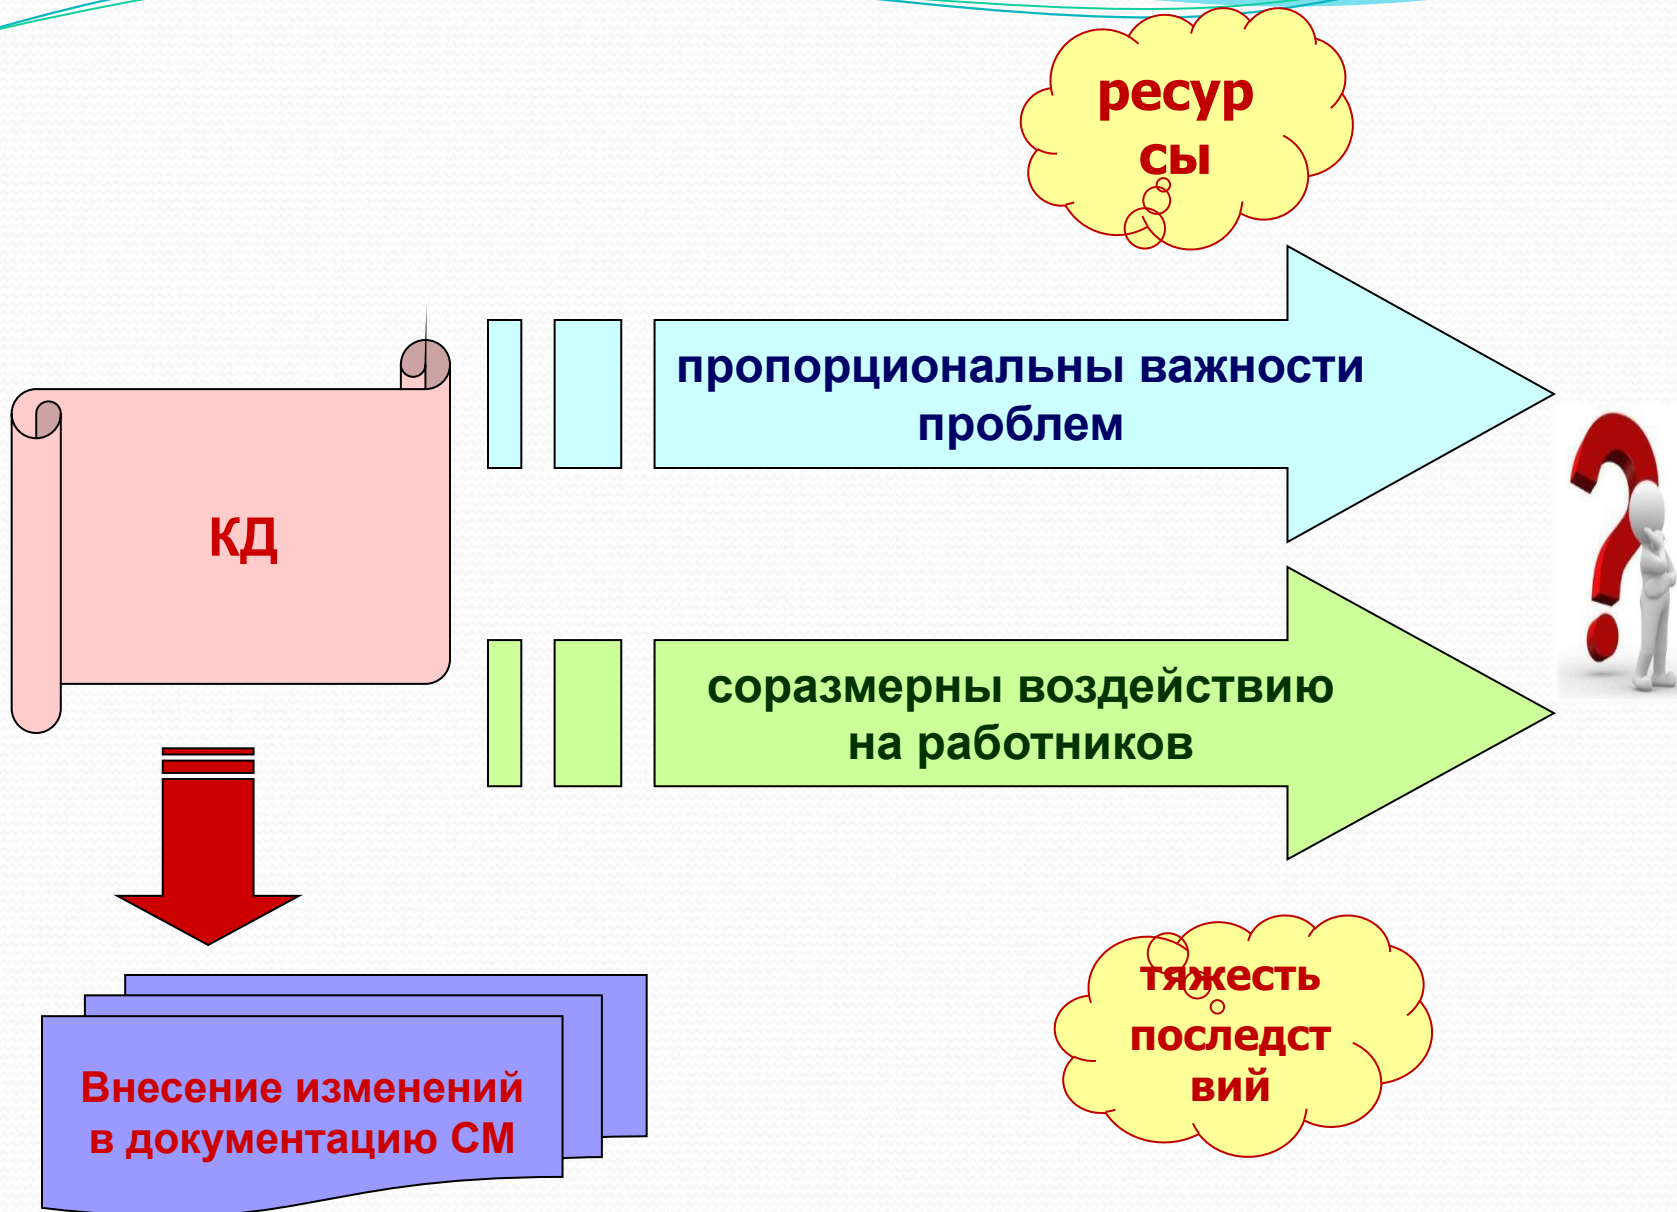 ресур
сы
пропорциональны важности
проблем
КД
соразмерны воздействию
на работников
тяжесть
последст
вий
Внесение изменений
в документацию СМ